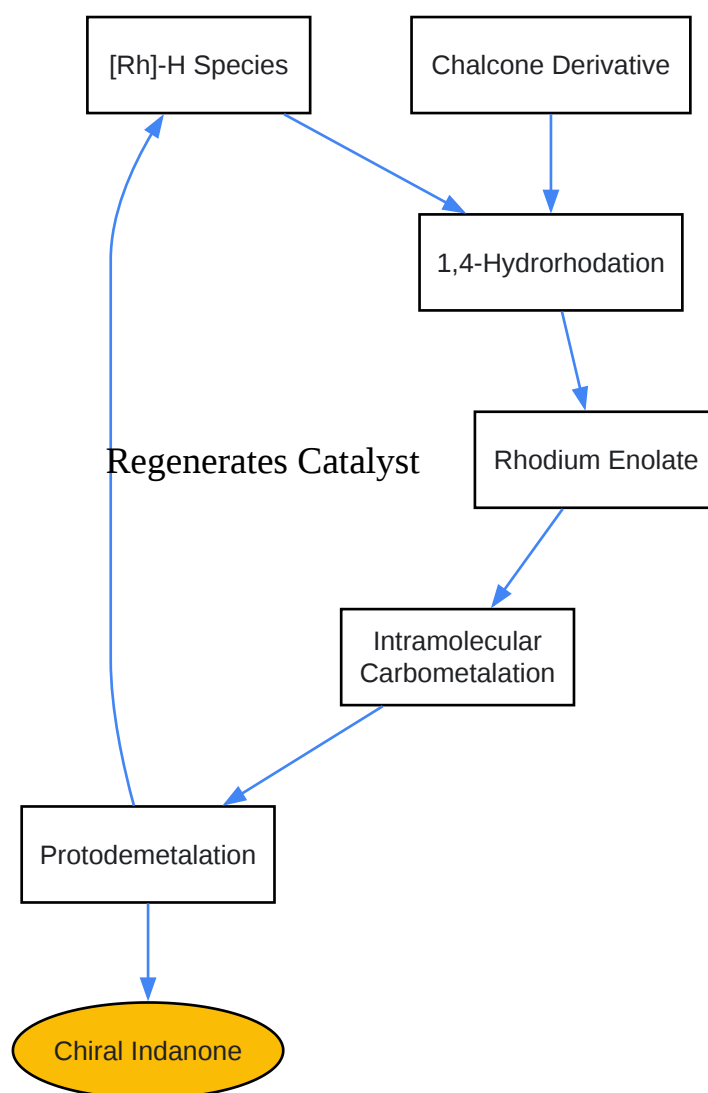 [Rh]-H Species
Chalcone Derivative
1,4-Hydrorhodation
Regenerates Catalyst
Rhodium Enolate
Intramolecular
Carbometalation
Protodemetalation
Chiral Indanone